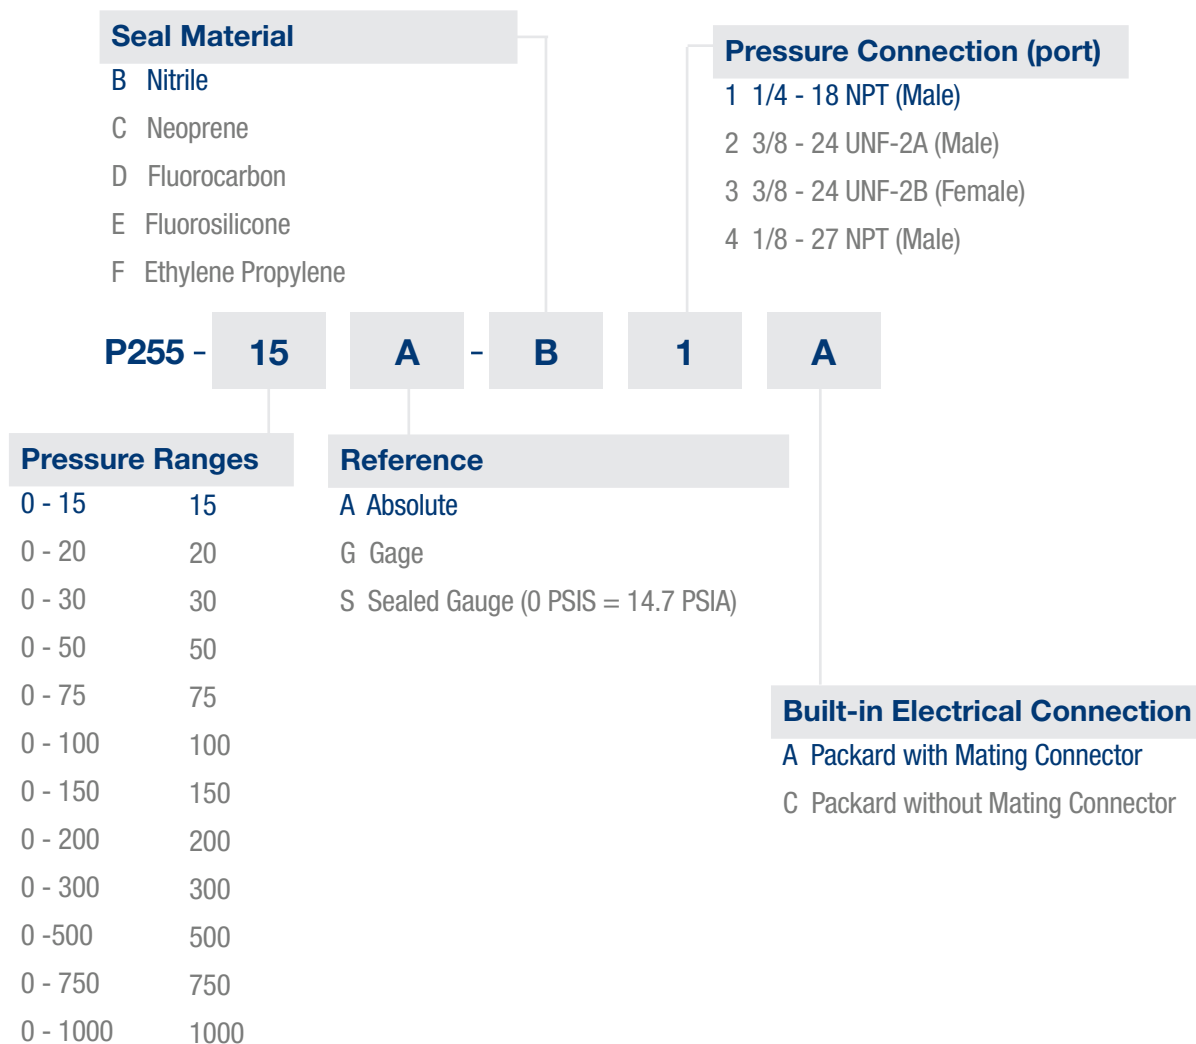 Seal Material
B Nitrile
C Neoprene
D Fluorocarbon
E Fluorosilicone
F Ethylene Propylene
Pressure Connection (port)
1 1/4 - 18 NPT (Male)
2 3/8 - 24 UNF-2A (Male)
3 3/8 - 24 UNF-2B (Female)
4 1/8 - 27 NPT (Male)
P255 - 15 A - B 1 A
Pressure Ranges
0 - 15 15
0 - 20 20
0 - 30 30
0 - 50 50
0 - 75 75
0 - 100 100
0 - 150 150
0 - 200 200
0 - 300 300
0 -500 500
0 - 750 750
0 - 1000 1000
Reference
A Absolute
G Gage
S Sealed Gauge (0 PSIS = 14.7 PSIA)
Built-in Electrical Connection
A Packard with Mating Connector
C Packard without Mating Connector